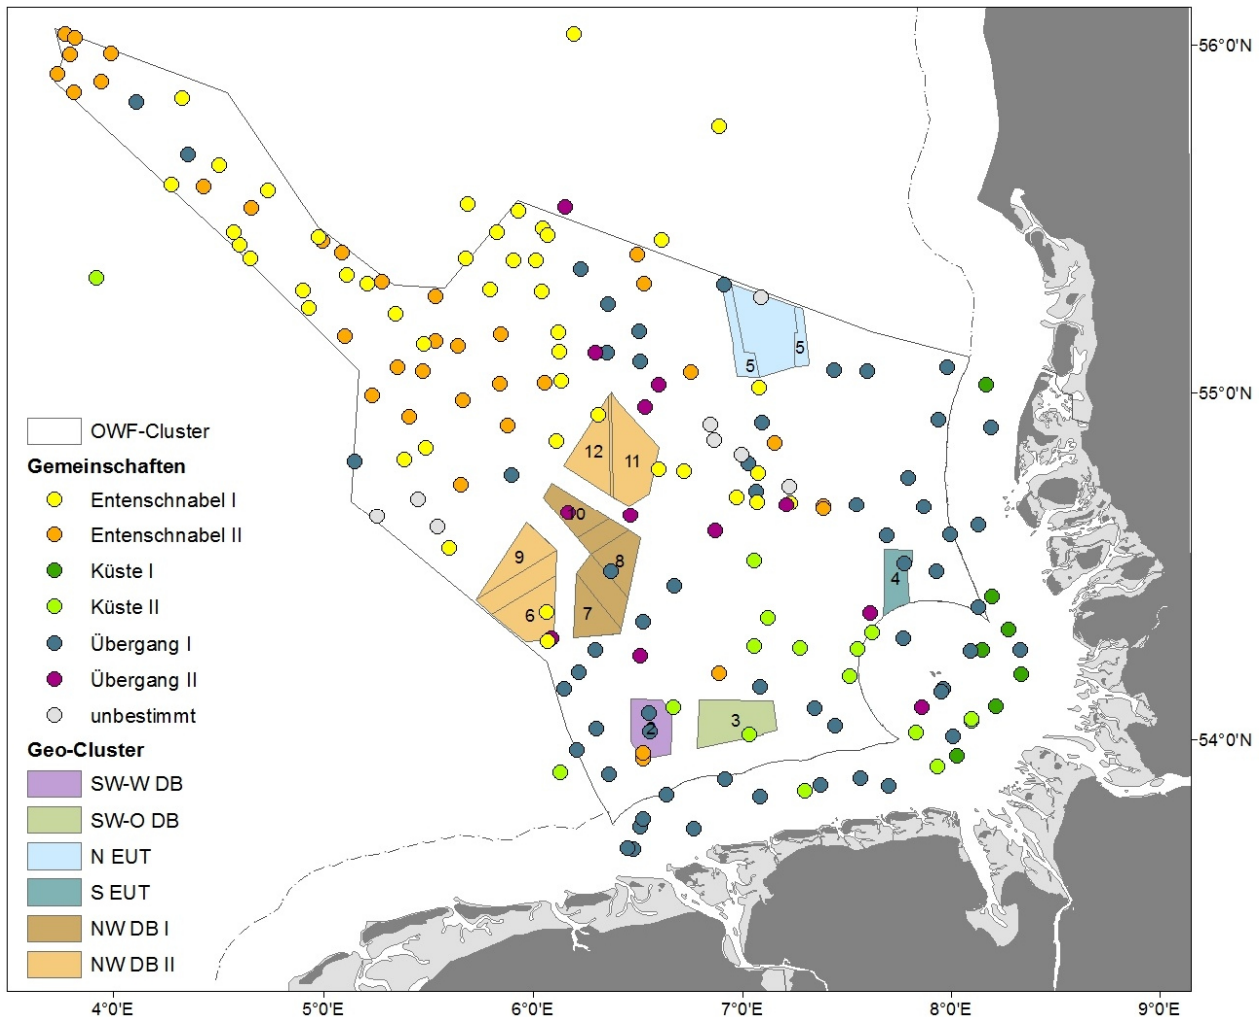 56°0'N
5
5
55°0'N
12
11
10
9
8
6
7
4
2
3
54°0'N
OWF-Cluster
Gemeinschaften
Entenschnabel I
Entenschnabel II
Küste I
Küste II
Übergang I
Übergang II
unbestimmt
Geo-Cluster
SW-W DB
SW-O DB
N EUT
S EUT
NW DB I
NW DB II
4°0'E
5°0'E
6°0'E
7°0'E
8°0'E
9°0'E